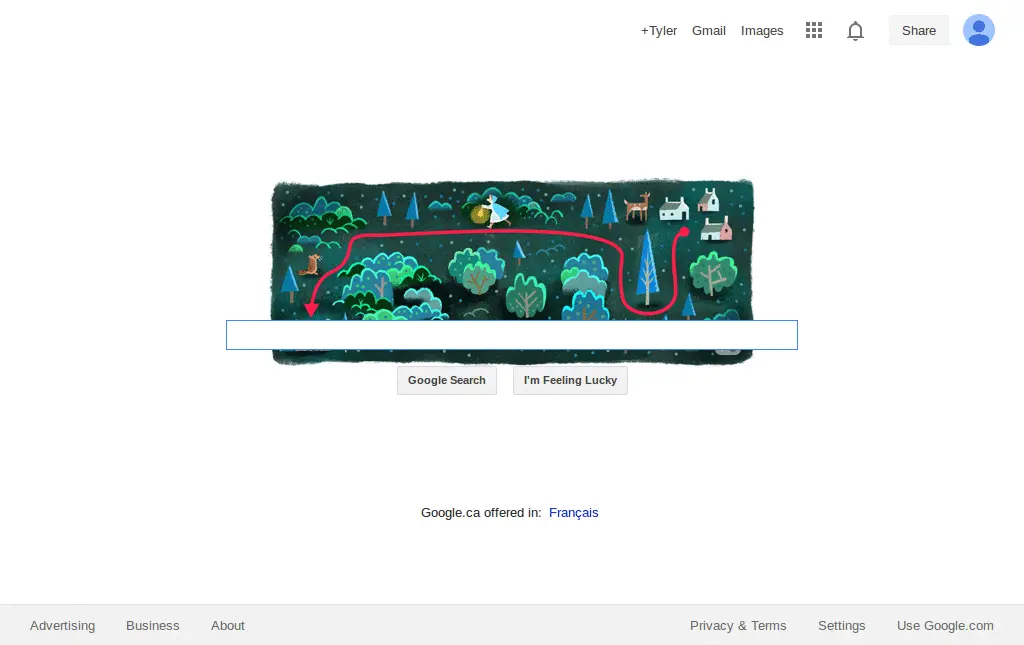 +Tyler Gmail Images Share
Google Search I'm Feeling Lucky
Google.ca offered in: Français
Advertising Business About Privacy & Terms Settings Use Google.com